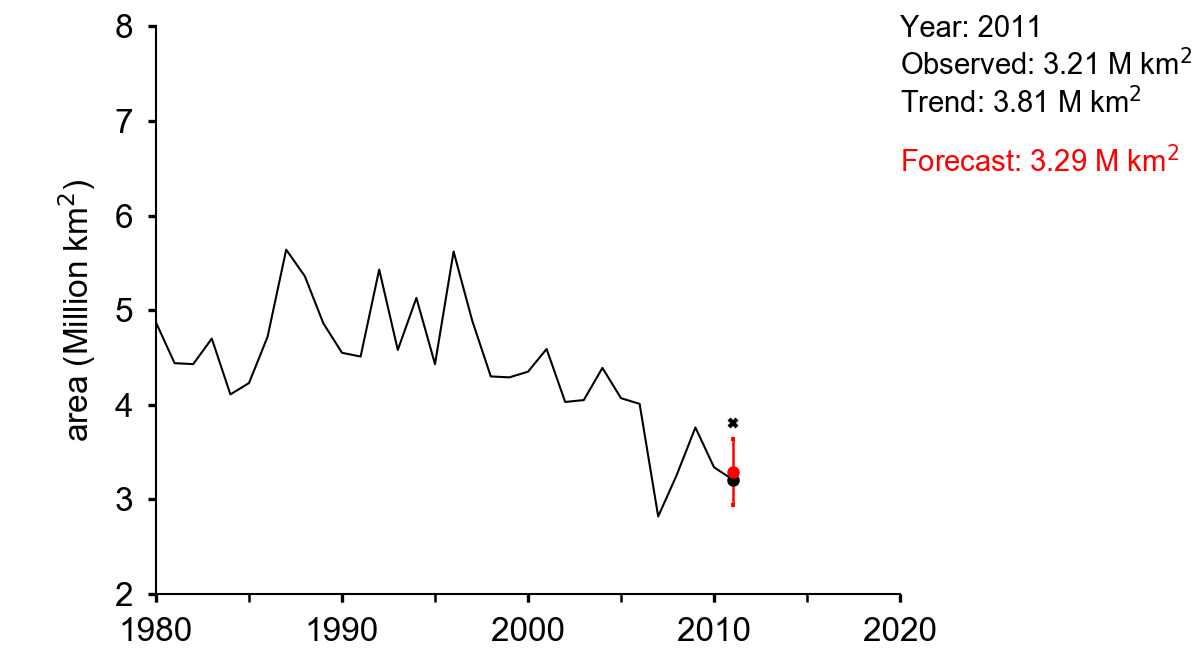 Year: 2011
Observed: 3.21 M km²
Trend: 3.81 M km²
Forecast: 3.29 M km²
area (Million km²)
8
7
6
5
4
3
2
1980 1990 2000 2010 2020